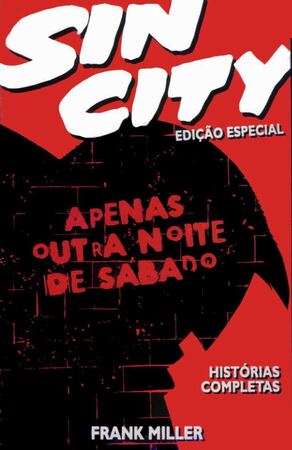 SIN
CITY
EDIÇÃO ESPECIAL
APENAS
OUTRA NOITE
DE SÁBADO
HISTÓRIAS
COMPLETAS
FRANK MILLER